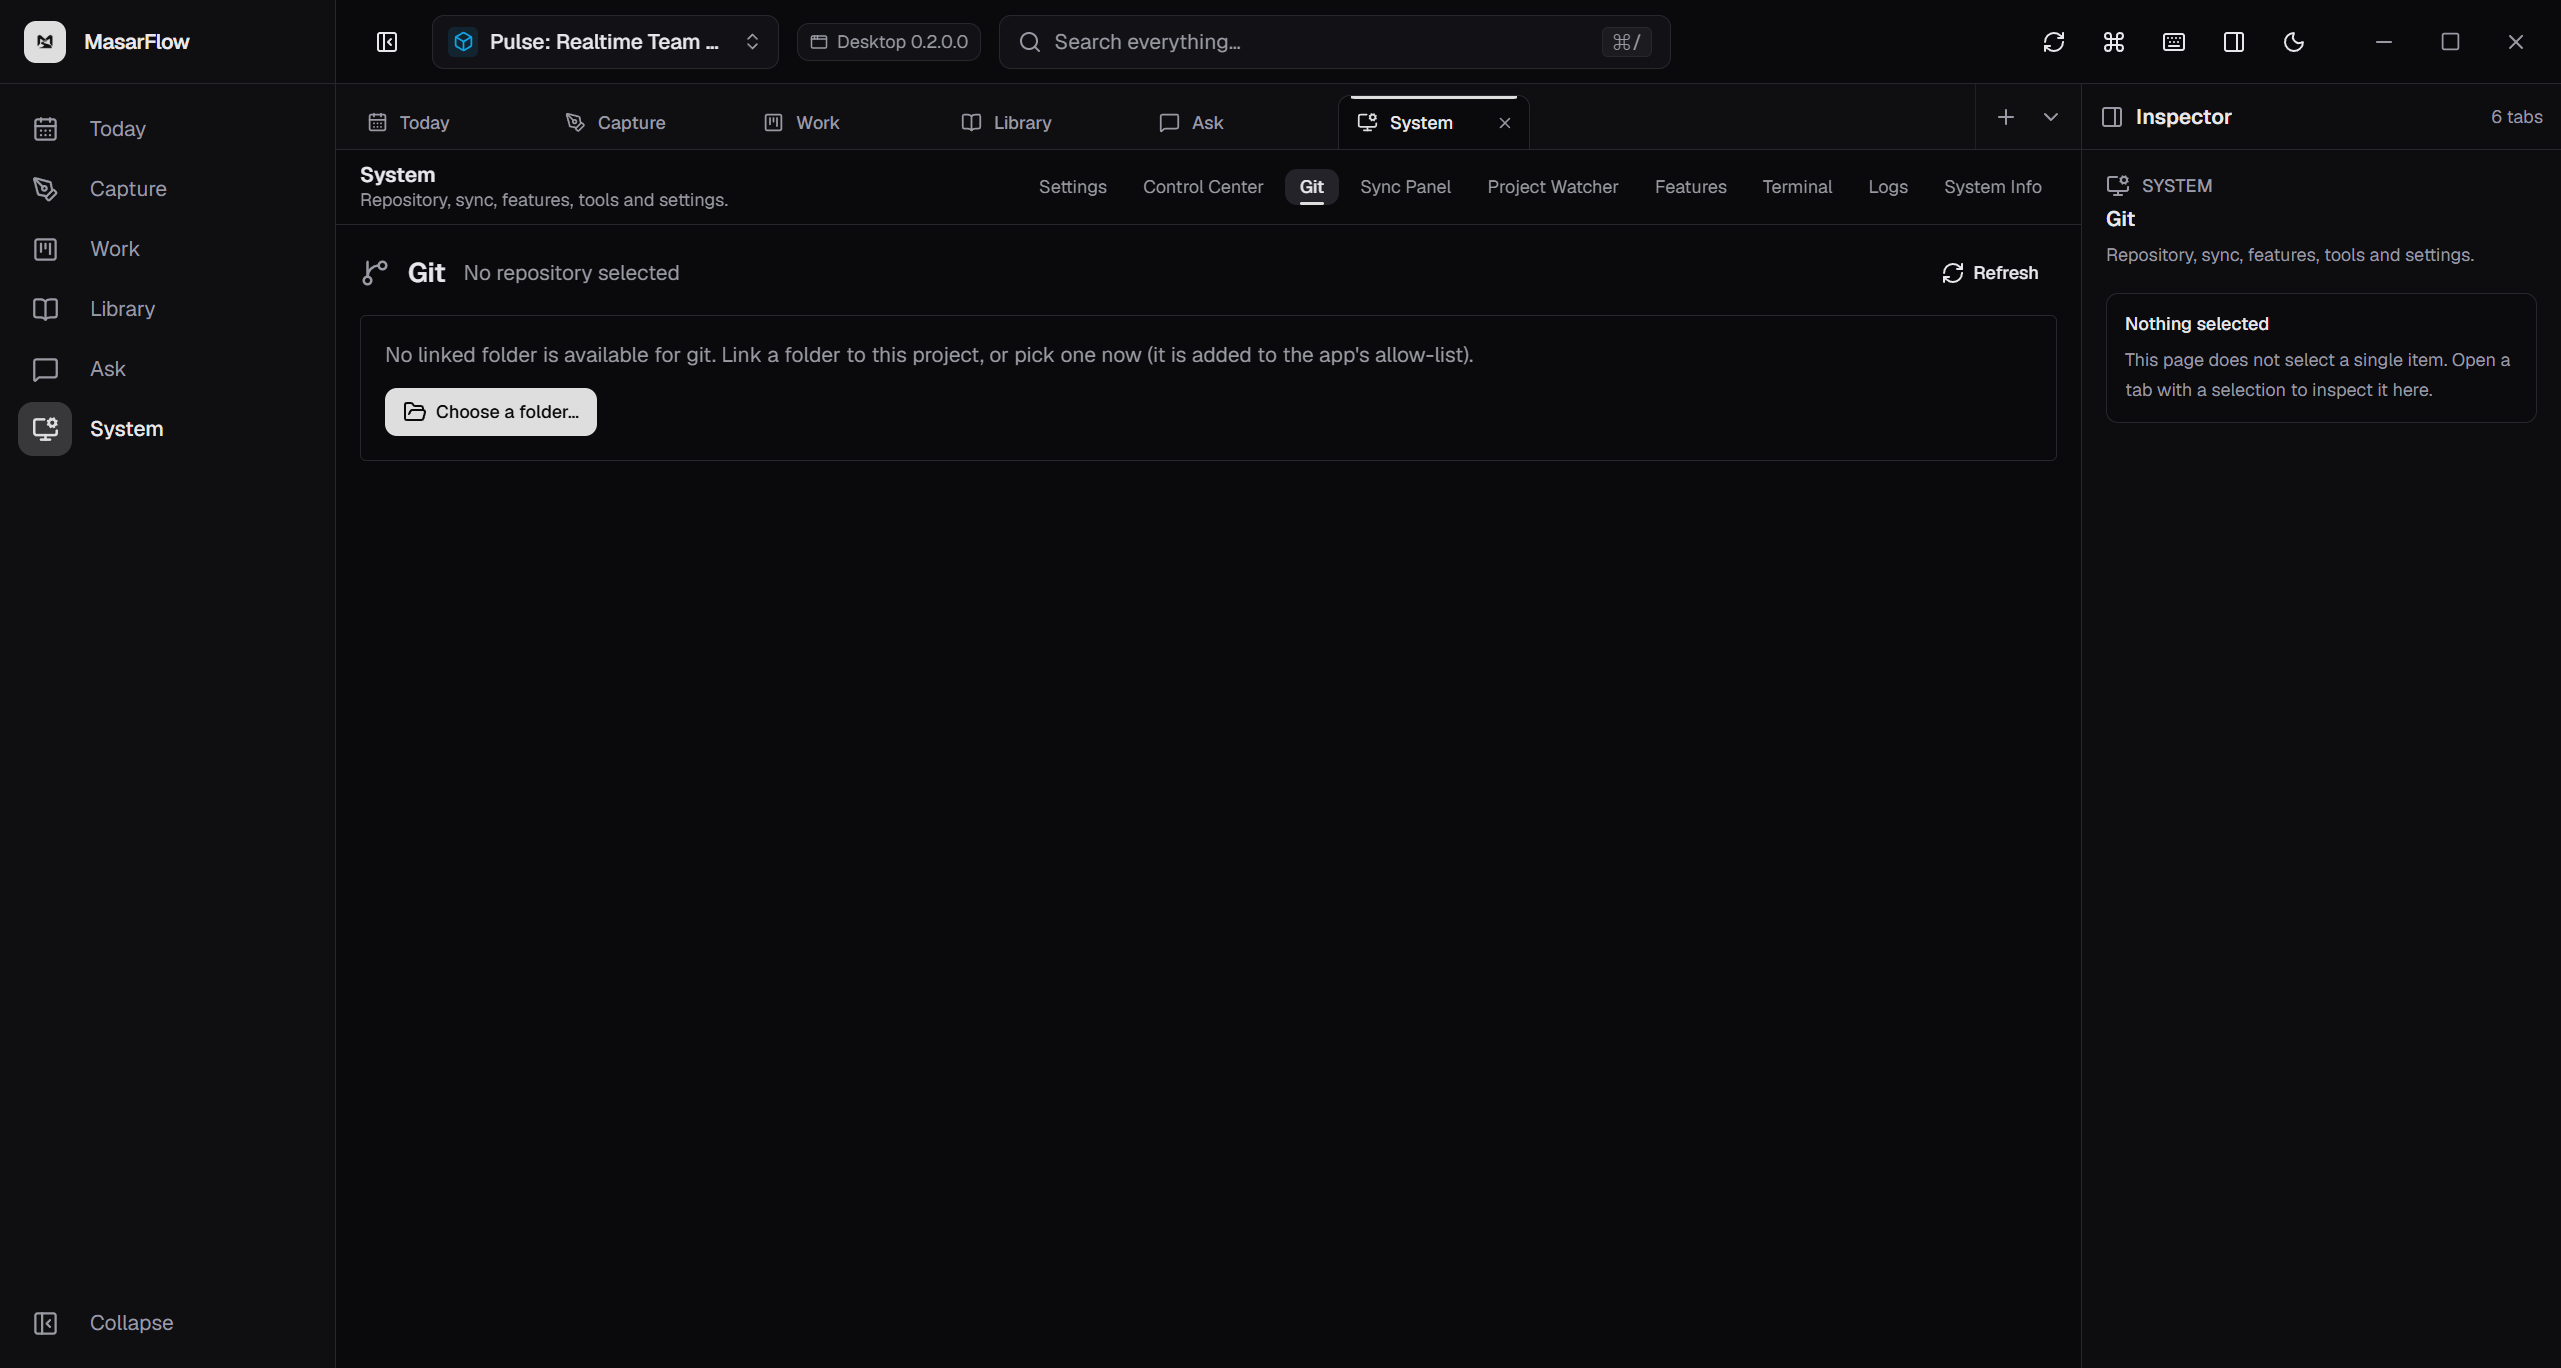 MasarFlow
Pulse: Realtime Team ...
Desktop 0.2.0.0
Search everything...
⌘/
Today
Capture
Work
Library
Ask
System
Collapse
Today
Capture
Work
Library
Ask
System
System
Repository, sync, features, tools and settings.
Settings
Control Center
Git
Sync Panel
Project Watcher
Features
Terminal
Logs
System Info
Git
No repository selected
Refresh
No linked folder is available for git. Link a folder to this project, or pick one now (it is added to the app's allow-list).
Choose a folder...
Inspector
6 tabs
SYSTEM
Git
Repository, sync, features, tools and settings.
Nothing selected
This page does not select a single item. Open a
tab with a selection to inspect it here.